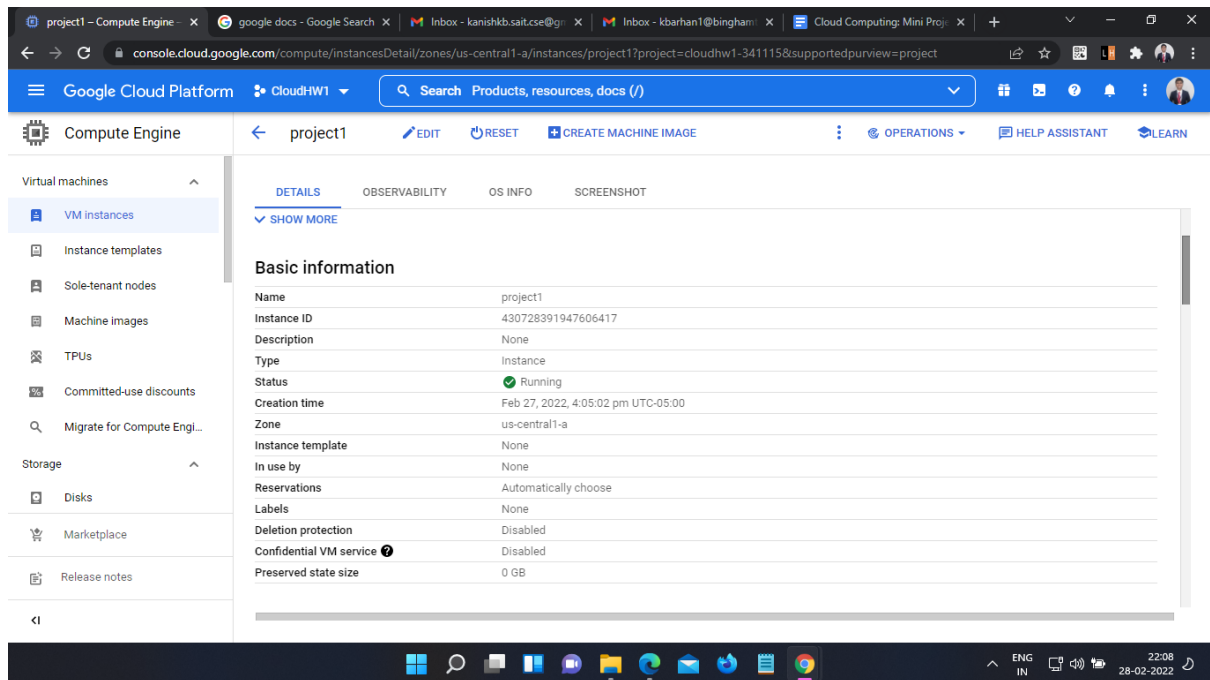 project1 – Compute Engine –
google docs - Google Search
Inbox - kanishkb.sait.cse@gm
Inbox - kbarhan1@bingham
Cloud Computing: Mini Proje
console.cloud.google.com/compute/instancesDetail/zones/us-central1-a/instances/project1?project=cloudhw1-341115&supportedpurview=project
Google Cloud Platform
CloudHW1
Search Products, resources, docs (/)
Compute Engine
project1
EDIT
RESET
CREATE MACHINE IMAGE
OPERATIONS
HELP ASSISTANT
LEARN
Virtual machines
VM instances
Instance templates
Sole-tenant nodes
Machine images
TPUs
Committed-use discounts
Migrate for Compute Engi...
Storage
Disks
Marketplace
Release notes
DETAILS OBSERVABILITY OS INFO SCREENSHOT
SHOW MORE
Basic information
Name project1
Instance ID 430728391947606417
Description None
Type Instance
Status Running
Creation time Feb 27, 2022, 4:05:02 pm UTC-05:00
Zone us-central1-a
Instance template None
In use by None
Reservations Automatically choose
Labels None
Deletion protection Disabled
Confidential VM service ? Disabled
Preserved state size 0 GB
ENG
IN
22:08
28-02-2022